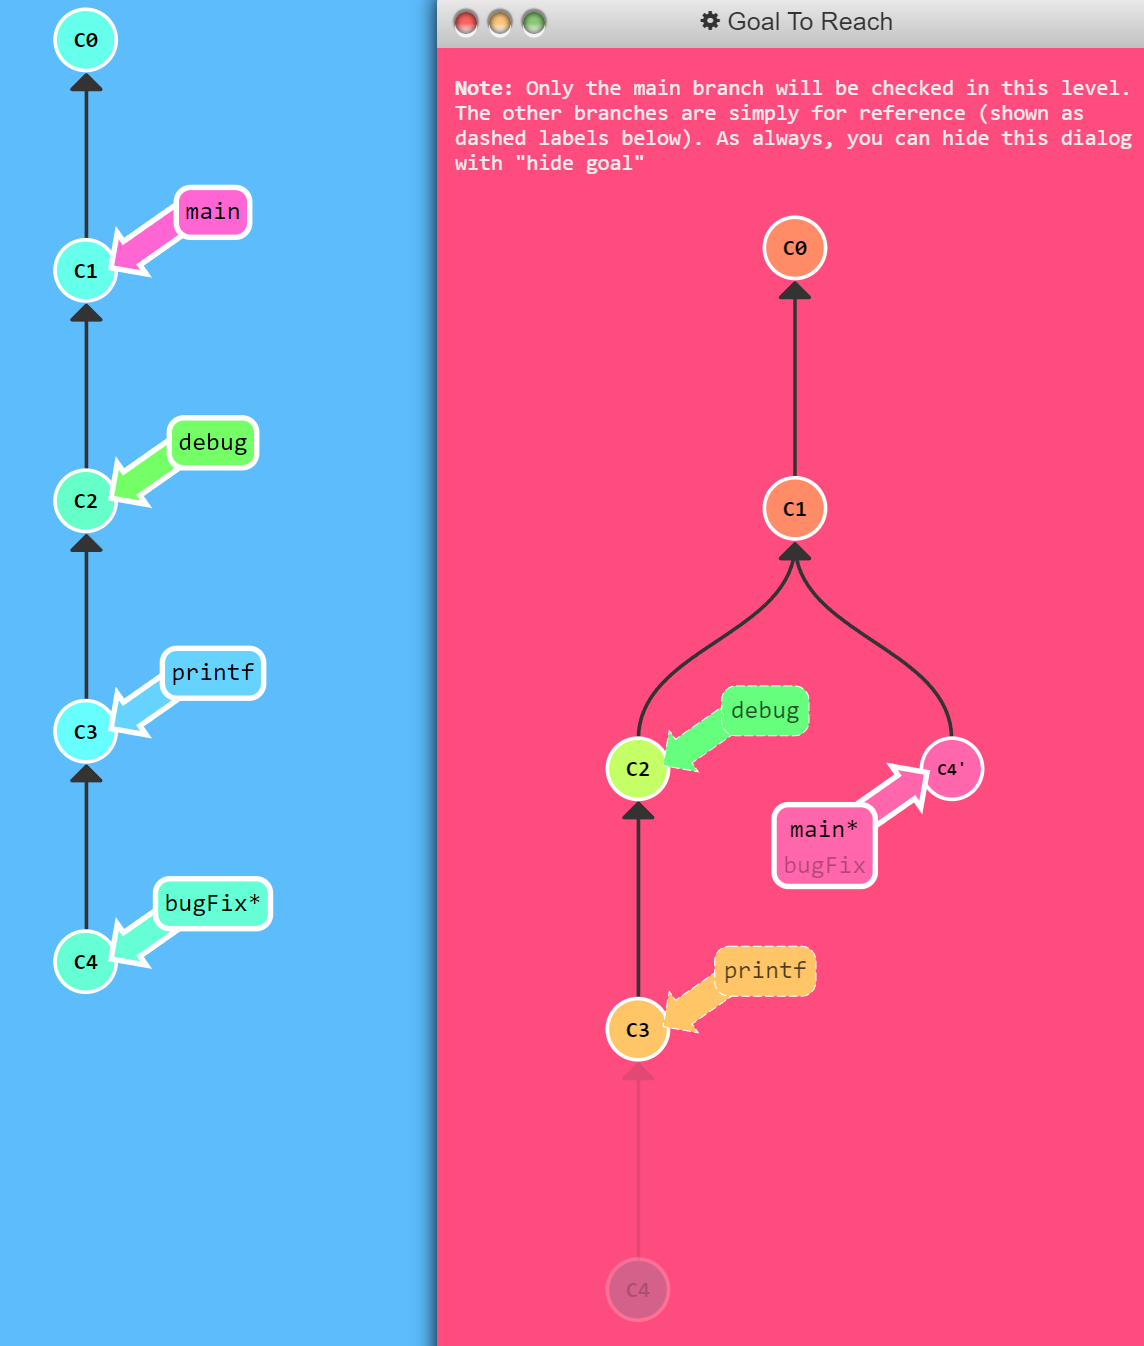 C0
main
C1
debug
C2
printf
C3
bugFix*
C4
Goal To Reach
Note: Only the main branch will be checked in this level.
The other branches are simply for reference (shown as
dashed labels below). As always, you can hide this dialog
with "hide goal"
C0
C1
debug
C2
C4'
main*
bugFix
printf
C3
C4